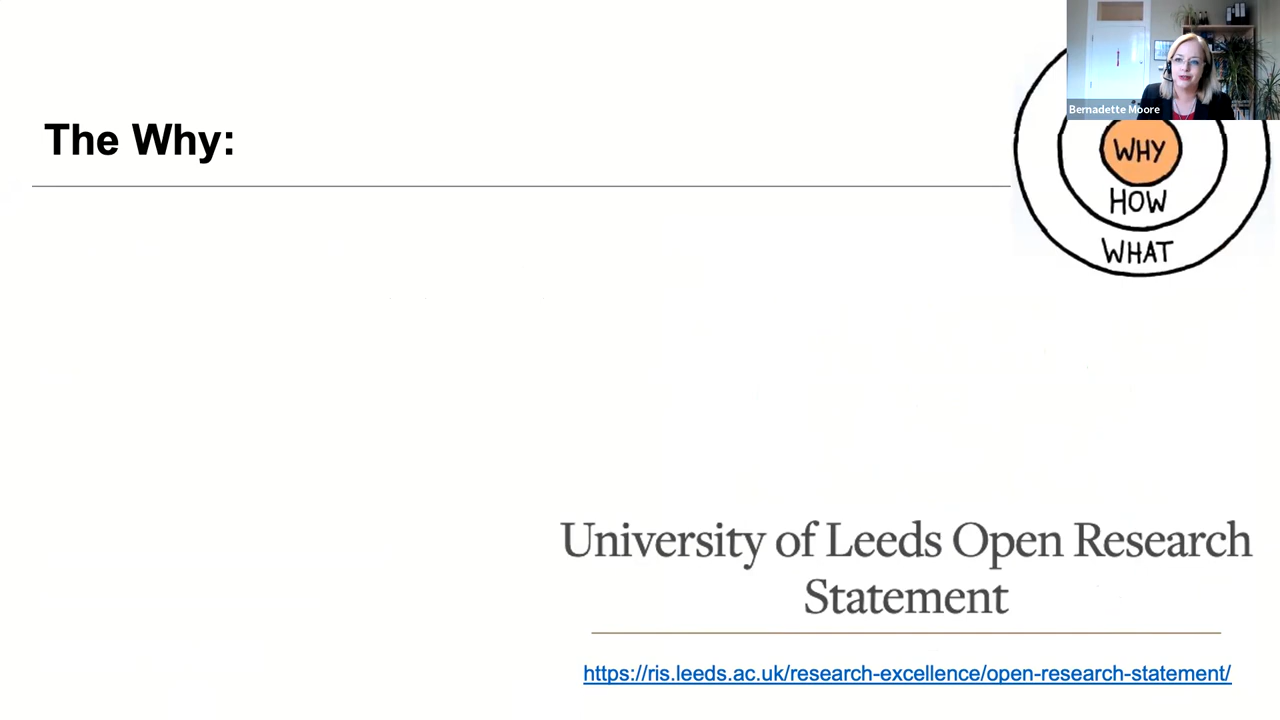 Bernadette Moore
The Why:
WHY
HOW
WHAT
University of Leeds Open Research
Statement
https://ris.leeds.ac.uk/research-excellence/open-research-statement/